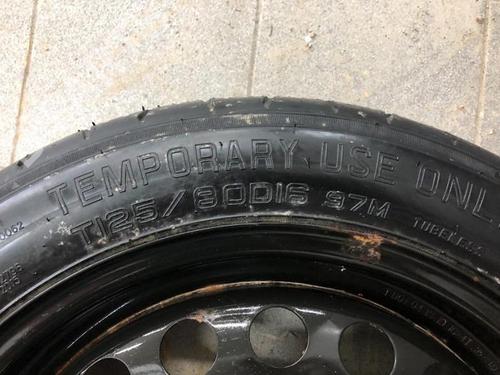 TEMPORARY USE ONL
T125/80D16 97M TUBELESS